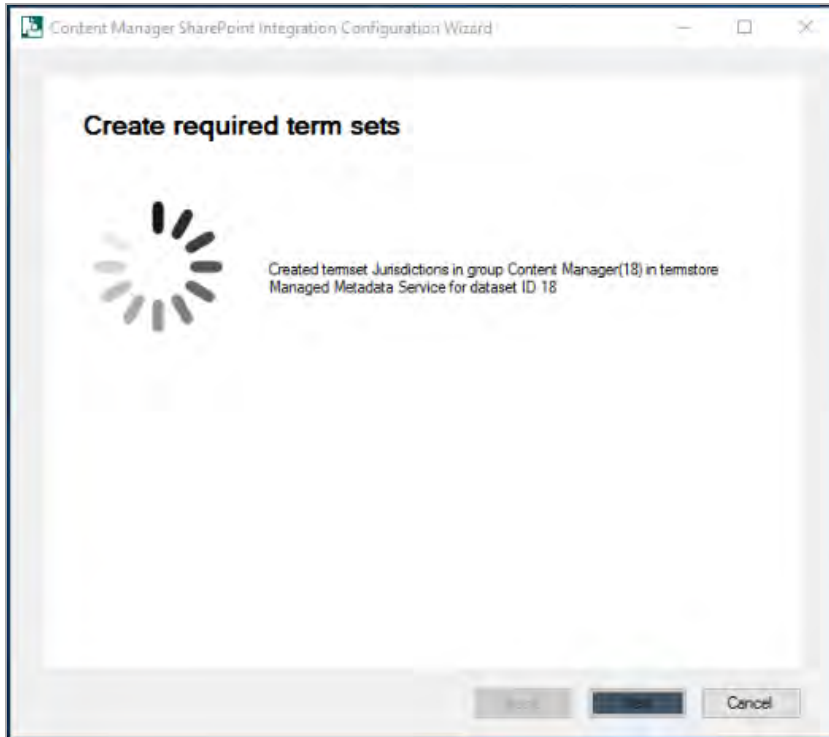 Content Manager SharePoint Integration Configuration Wizard
Create required term sets
Created termset Jurisdictions in group Content Manager(18) in termstore
Managed Metadata Service for dataset ID 18
Cancel